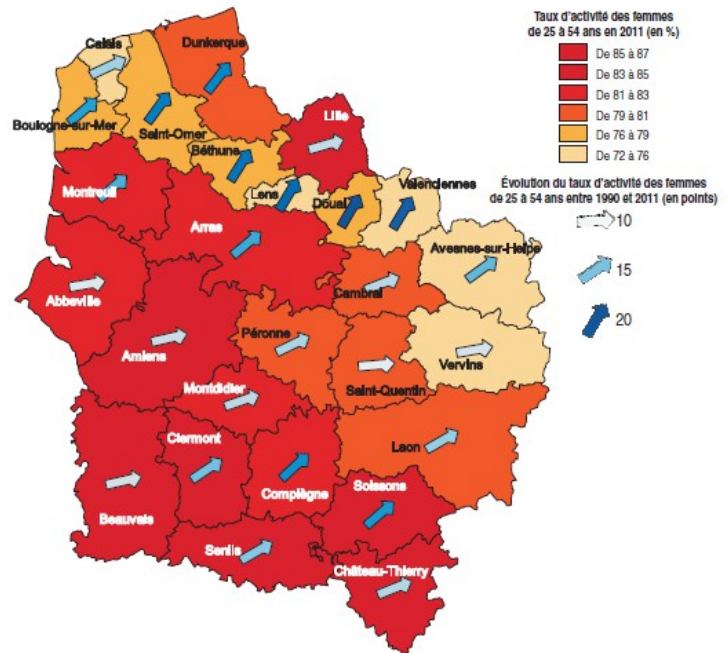 Calais
Dunkerque
Boulogne-sur-Mer
Saint-Omer
Lille
Béthune
Lens
Douai
Valenciennes
Montreuil
Arras
Avesnes-sur-Helpe
Cambrai
Abbeville
Amiens
Péronne
Saint-Quentin
Vervins
Montdidier
Clermont
Laon
Compiègne
Soissons
Beauvais
Senlis
Château-Thierry
Taux d'activité des femmes
de 25 à 54 ans en 2011 (en %)
De 85 à 87
De 83 à 85
De 81 à 83
De 79 à 81
De 76 à 79
De 72 à 76
Évolution du taux d'activité des femmes
de 25 à 54 ans entre 1990 et 2011 (en points)
10
15
20